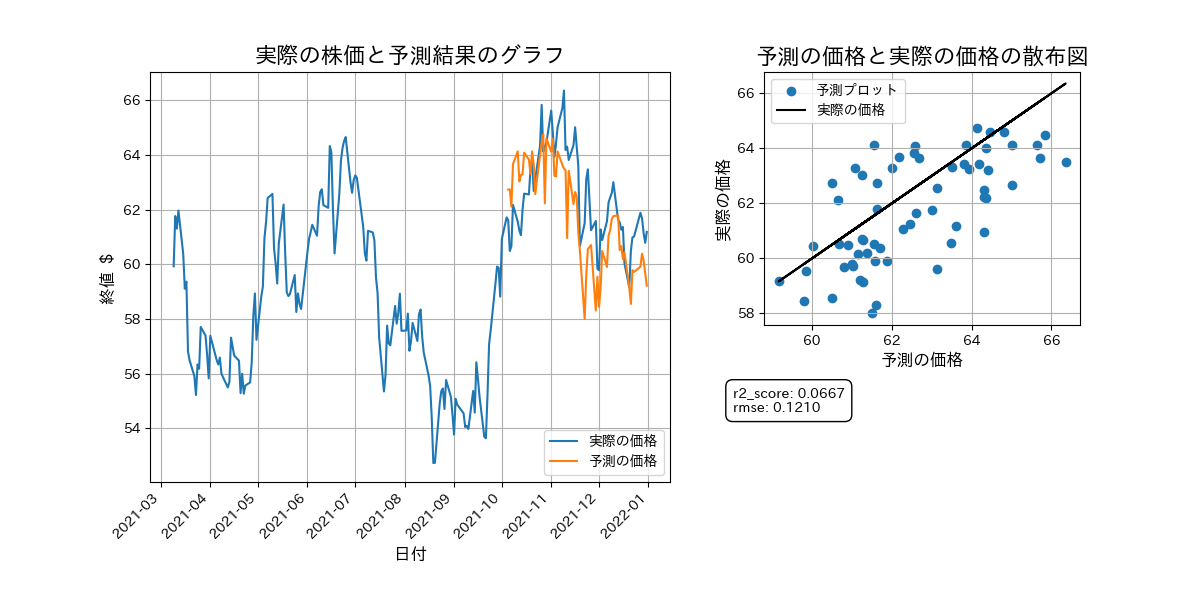 実際の株価と予測結果のグラフ
終値 $
66
64
62
60
58
56
54
2021-03
2021-04
2021-05
2021-06
2021-07
2021-08
2021-09
2021-10
2021-11
2021-12
2022-01
日付
実際の価格
予測の価格
予測の価格と実際の価格の散布図
実際の価格
66
64
62
60
58
予測プロット
実際の価格
60
62
64
66
予測の価格
r2_score: 0.0667
rmse: 0.1210